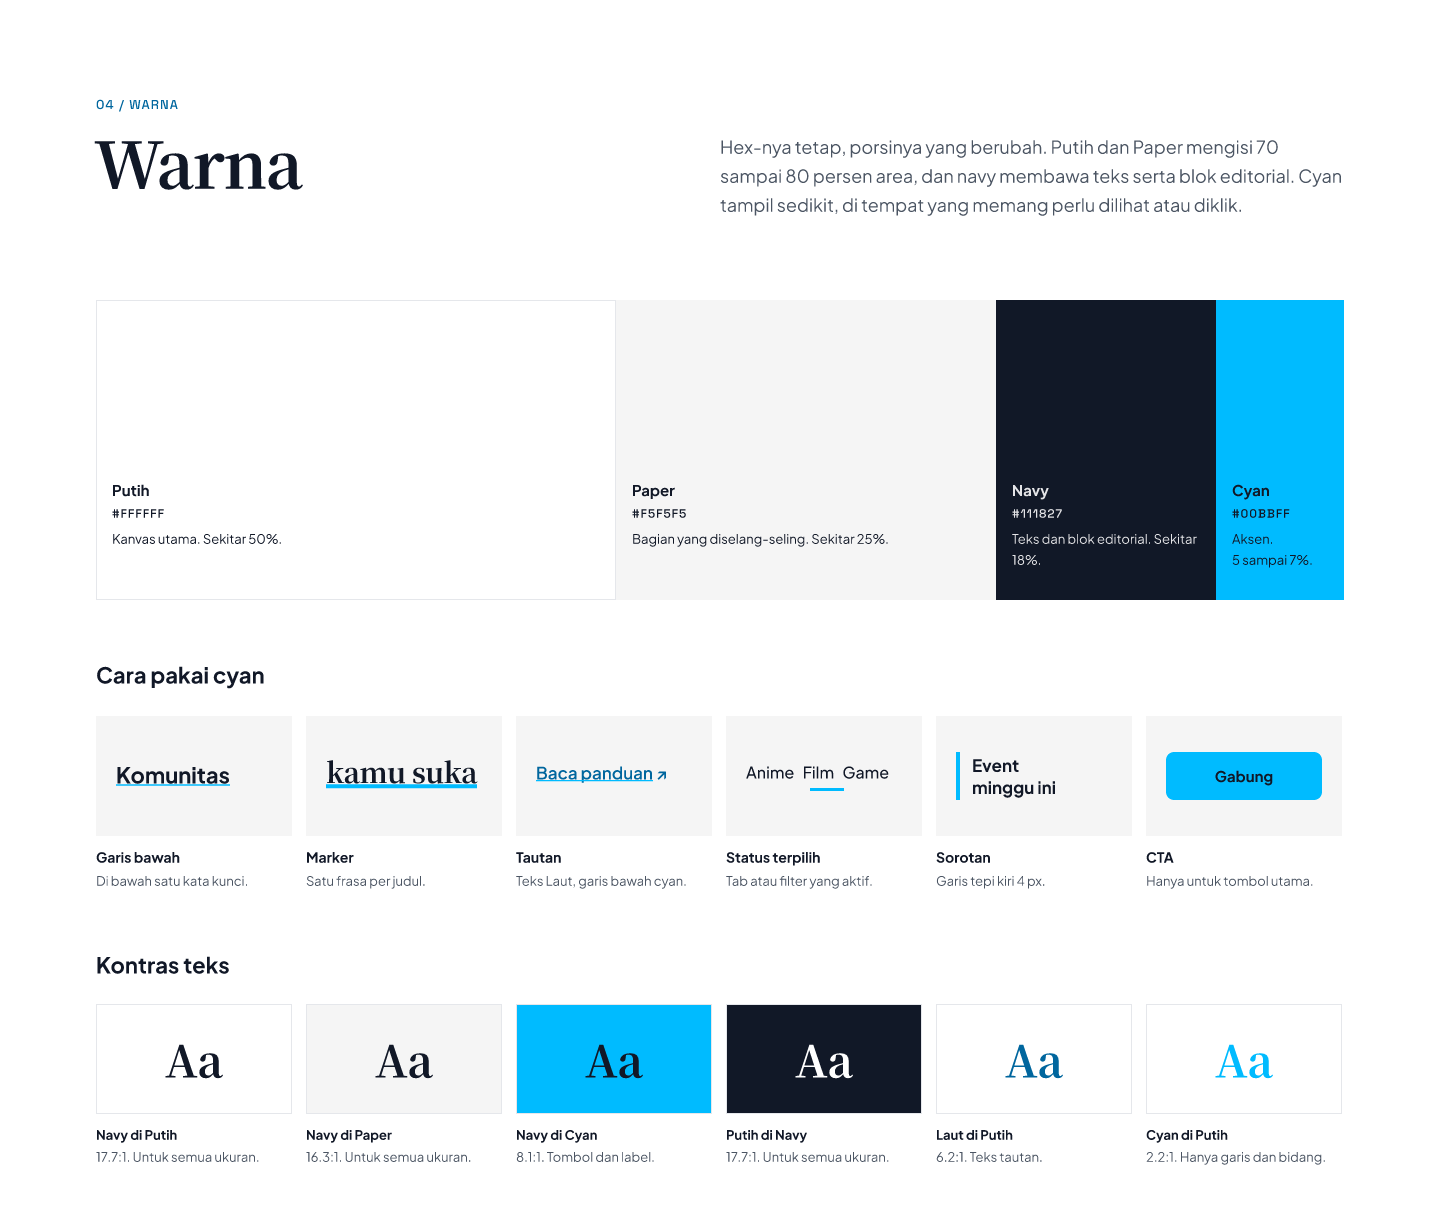 04 / WARNA
Warna
Hex-nya tetap, porsinya yang berubah. Putih dan Paper mengisi 70
sampai 80 persen area, dan navy membawa teks serta blok editorial. Cyan
tampil sedikit, di tempat yang memang perlu dilihat atau diklik.
Putih
#FFFFFF
Kanvas utama. Sekitar 50%.
Paper
#F5F5F5
Bagian yang diselang-seling. Sekitar 25%.
Navy
#111827
Teks dan blok editorial. Sekitar
18%.
Cyan
#00BBFF
Aksen.
5 sampai 7%.
Cara pakai cyan
Komunitas
Garis bawah
Di bawah satu kata kunci.
kamu suka
Marker
Satu frasa per judul.
Baca panduan ↗
Tautan
Teks Laut, garis bawah cyan.
Anime Film Game
Status terpilih
Tab atau filter yang aktif.
Event
minggu ini
Sorotan
Garis tepi kiri 4 px.
Gabung
CTA
Hanya untuk tombol utama.
Kontras teks
Aa
Navy di Putih
17.7:1. Untuk semua ukuran.
Aa
Navy di Paper
16.3:1. Untuk semua ukuran.
Aa
Navy di Cyan
8.1:1. Tombol dan label.
Aa
Putih di Navy
17.7:1. Untuk semua ukuran.
Aa
Laut di Putih
6.2:1. Teks tautan.
Aa
Cyan di Putih
2.2:1. Hanya garis dan bidang.